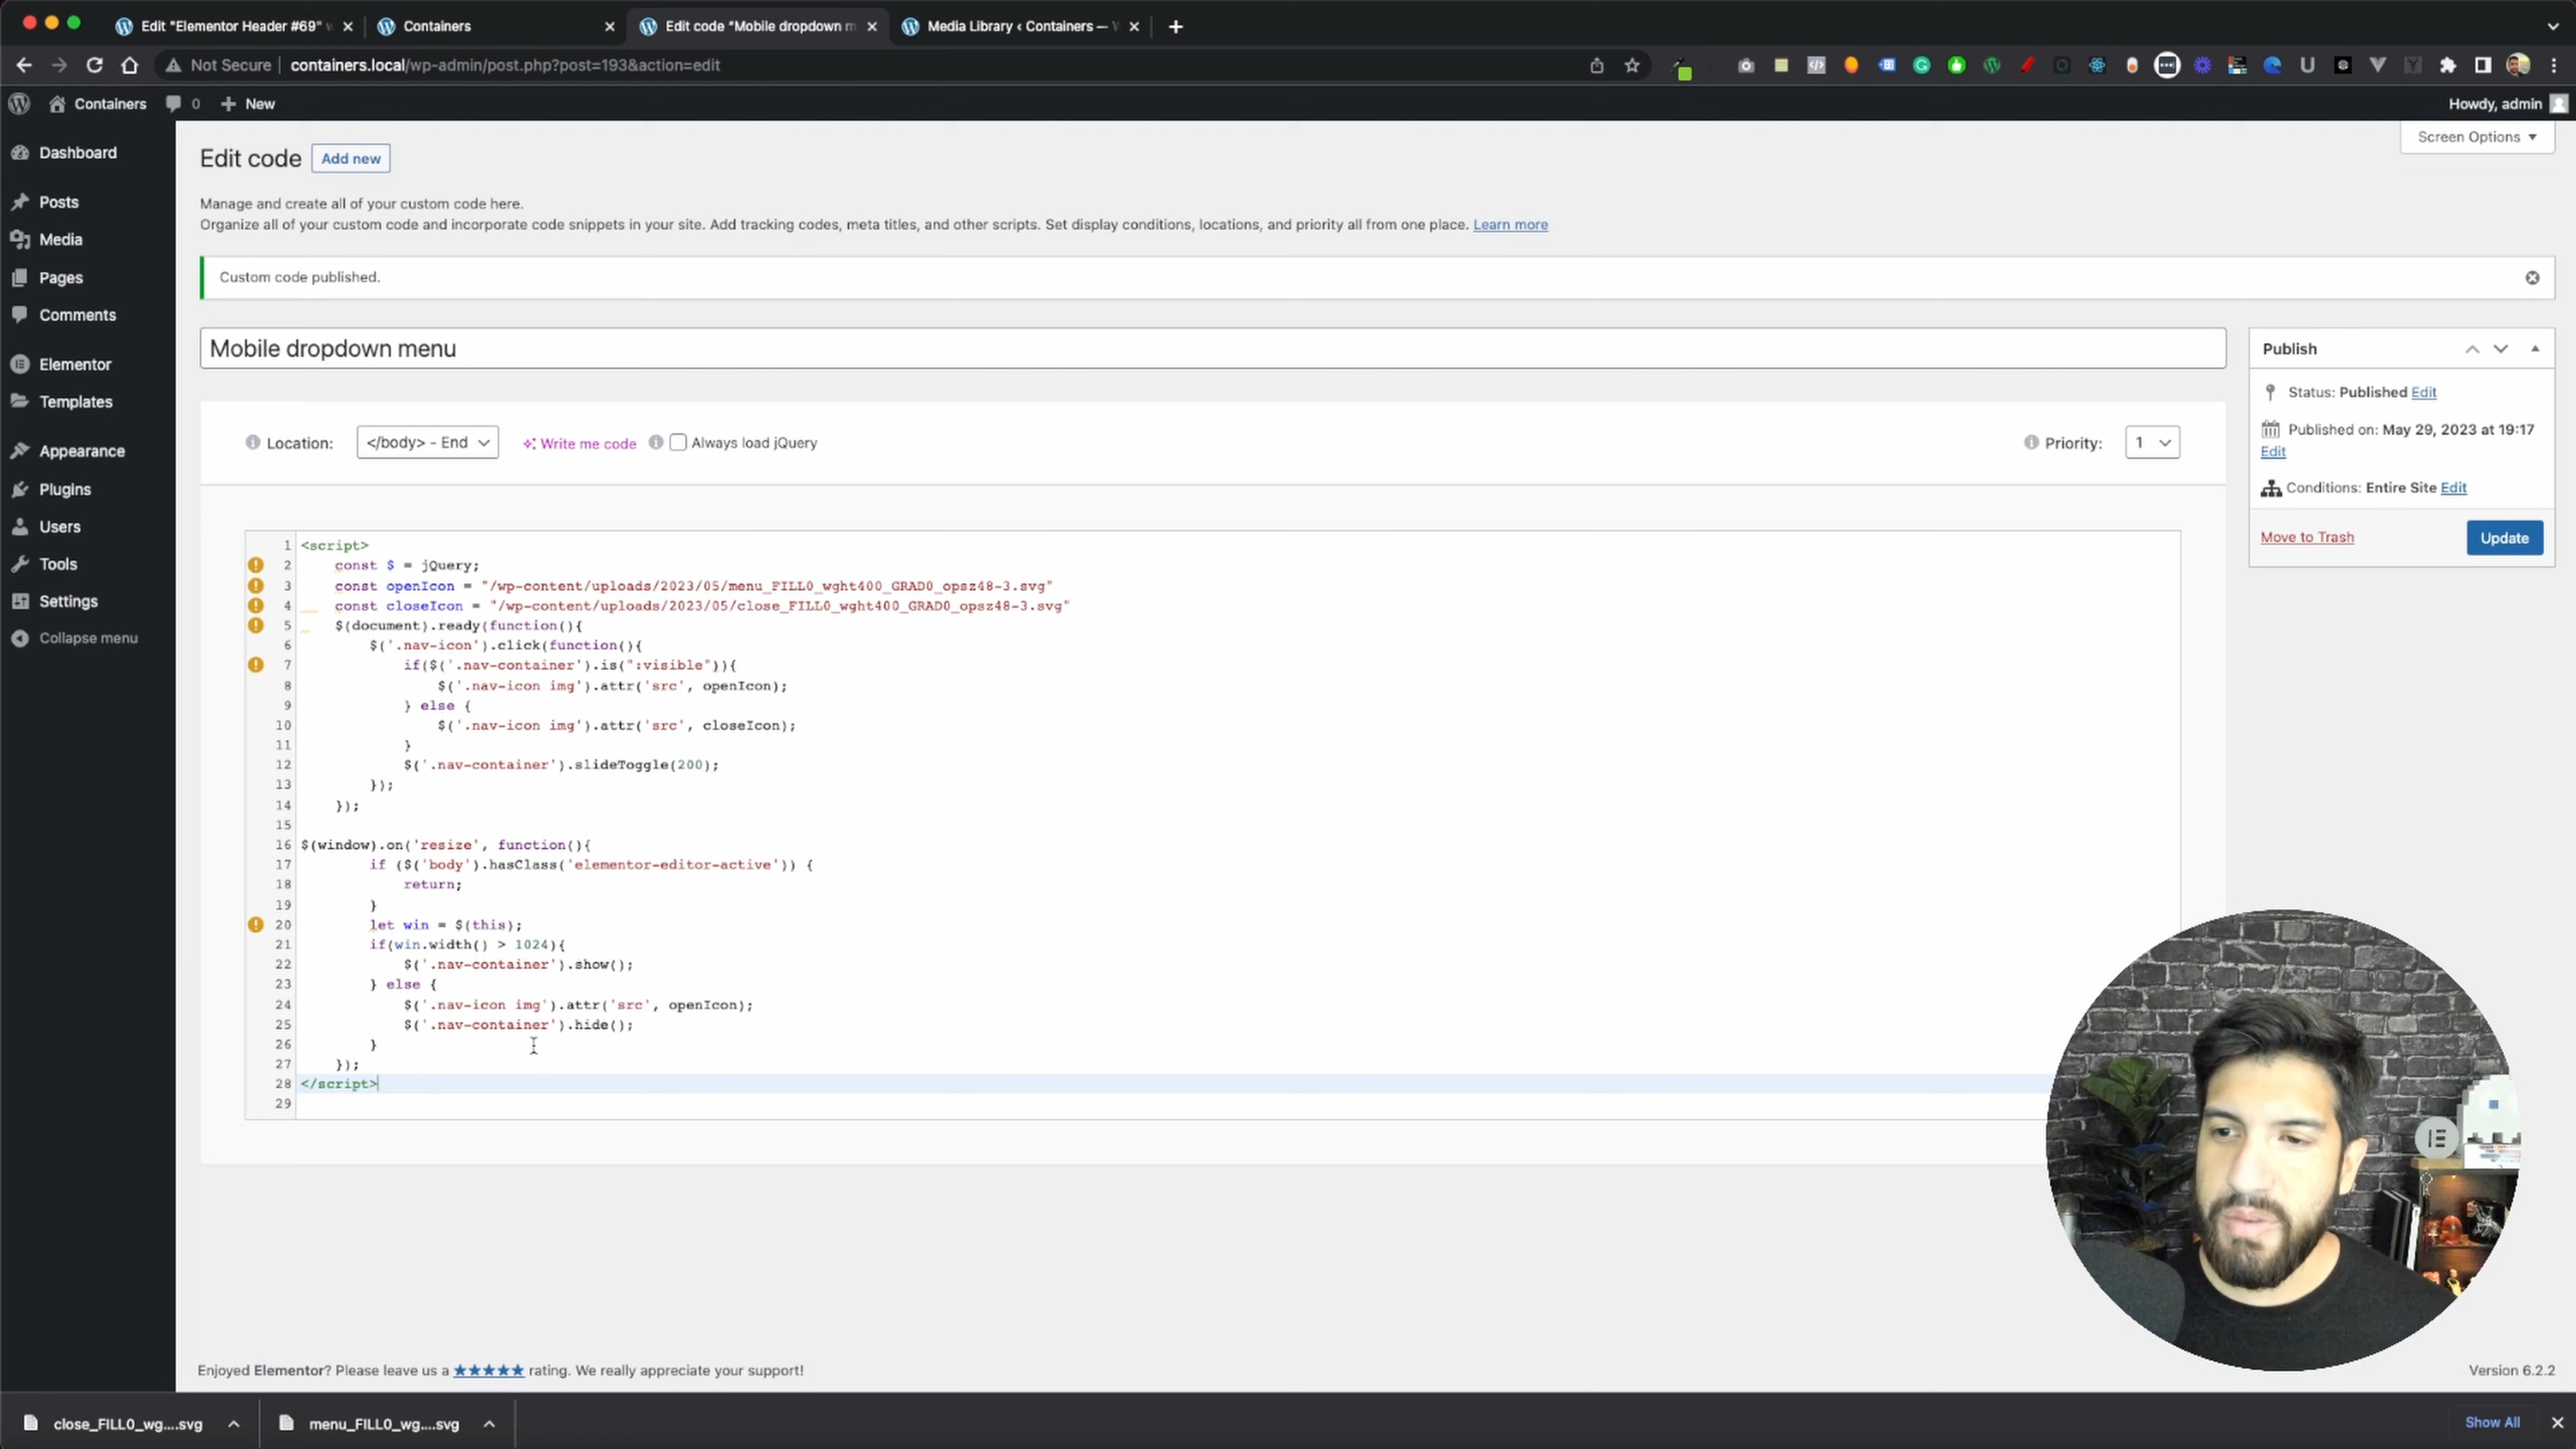 Edit "Elementor Header #69" w
Containers
Edit code "Mobile dropdown m
Media Library ‹ Containers — W
Not Secure
containers.local/wp-admin/post.php?post=193&action=edit
Containers
0
New
Howdy, admin
Dashboard
Posts
Media
Pages
Comments
Elementor
Templates
Appearance
Plugins
Users
Tools
Settings
Collapse menu
Edit code
Add new
Screen Options
Manage and create all of your custom code here.
Organize all of your custom code and incorporate code snippets in your site. Add tracking codes, meta titles, and other scripts. Set display conditions, locations, and priority all from one place. Learn more
Custom code published.
Mobile dropdown menu
Location:
</body> - End
Write me code
Always load jQuery
Priority:
1
Publish
Status: Published Edit
Published on: May 29, 2023 at 19:17
Edit
Conditions: Entire Site Edit
Move to Trash
Update
1 <script>
2     const $ = jQuery;
3     const openIcon = "/wp-content/uploads/2023/05/menu_FILL0_wght400_GRAD0_opsz48-3.svg"
4     const closeIcon = "/wp-content/uploads/2023/05/close_FILL0_wght400_GRAD0_opsz48-3.svg"
5     $(document).ready(function(){
6         $('.nav-icon').click(function(){
7             if($('.nav-container').is(":visible")){
8                 $('.nav-icon img').attr('src', openIcon);
9             } else {
10                 $('.nav-icon img').attr('src', closeIcon);
11             }
12             $('.nav-container').slideToggle(200);
13         });
14     });
15
16 $(window).on('resize', function(){
17         if ($('body').hasClass('elementor-editor-active')) {
18             return;
19         }
20         let win = $(this);
21         if(win.width() > 1024){
22             $('.nav-container').show();
23         } else {
24             $('.nav-icon img').attr('src', openIcon);
25             $('.nav-container').hide();
26         }
27     });
28 </script>
29
Enjoyed Elementor? Please leave us a ★★★★★ rating. We really appreciate your support!
Version 6.2.2
close_FILL0_wg....svg
menu_FILL0_wg....svg
Show All